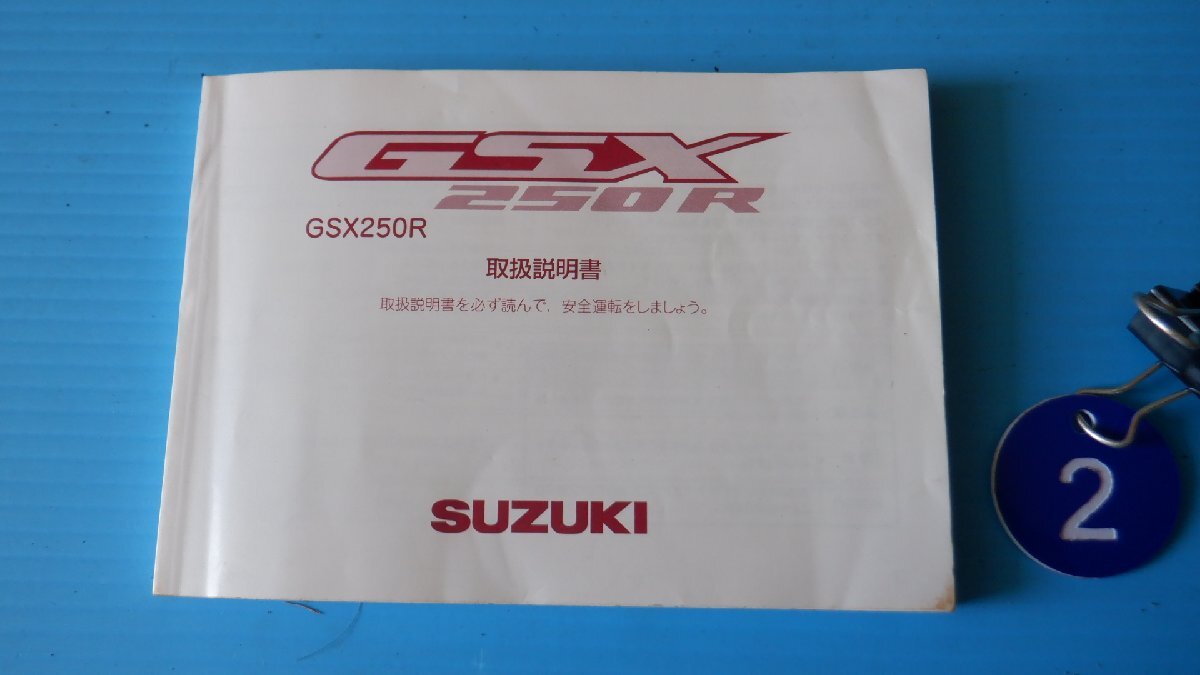 GSX
250R
GSX250R
取扱説明書
取扱説明書を必ず読んで、安全運転をしましょう。
SUZUKI
2